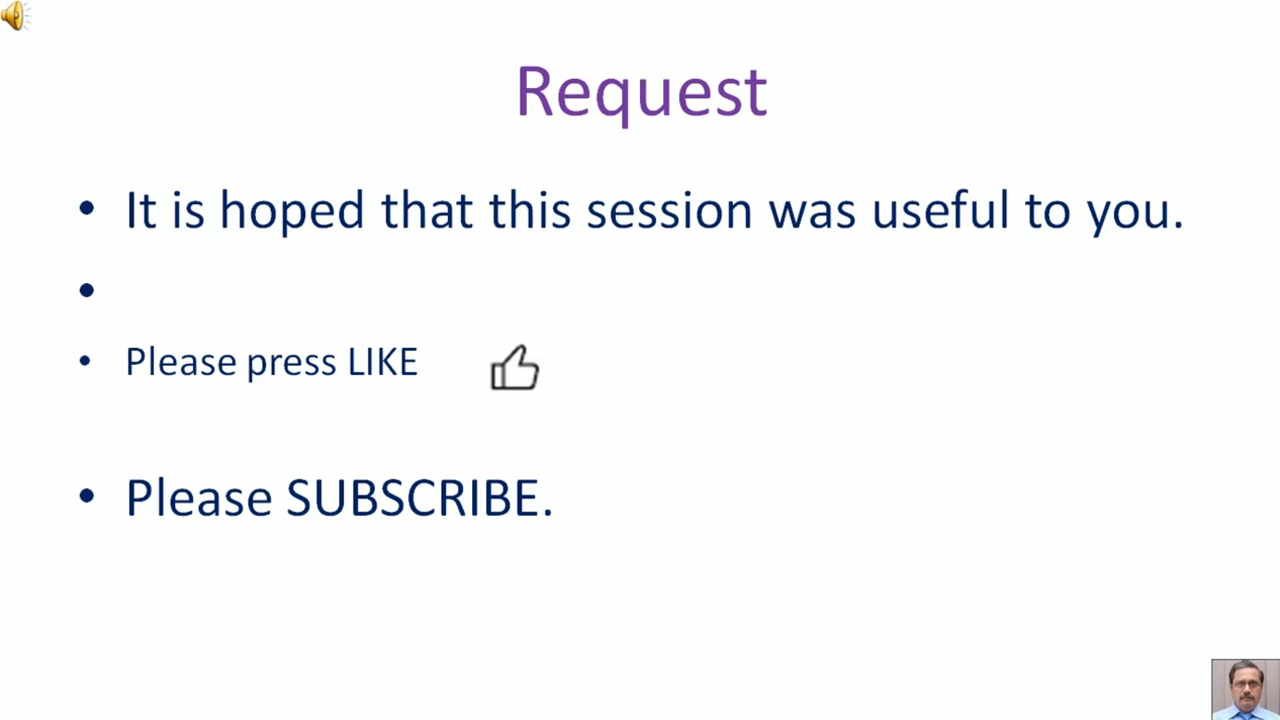 Request
• It is hoped that this session was useful to you.
•
• Please press LIKE
• Please SUBSCRIBE.